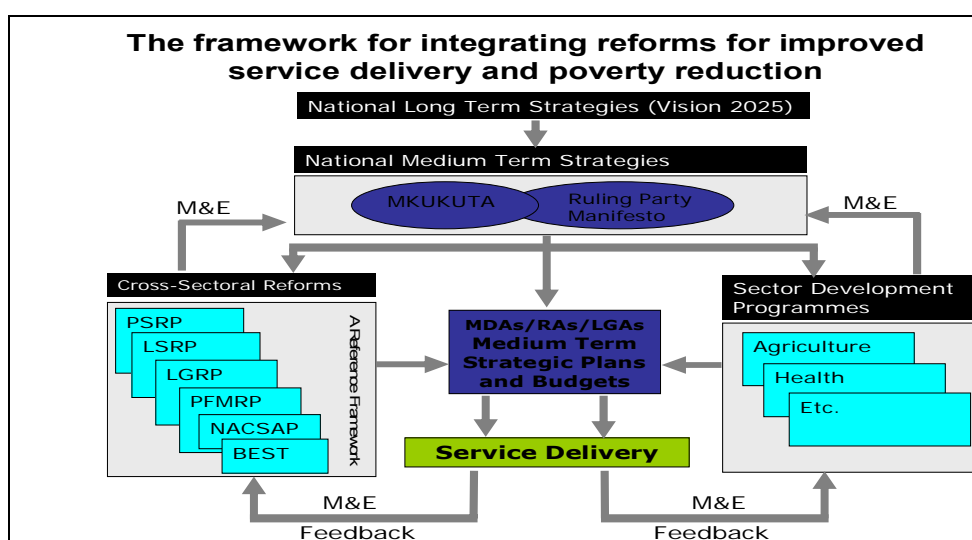 The framework for integrating reforms for improved
service delivery and poverty reduction
National Long Term Strategies (Vision 2025)
National Medium Term Strategies
MKUKUTA
Ruling Party
Manifesto
M&E
M&E
Cross-Sectoral Reforms
PSRP
LSRP
LGRP
PFMRP
NACSAP
BEST
A Reference Framework
MDAs/RAs/LGAs
Medium Term
Strategic Plans
and Budgets
Sector Development
Programmes
Agriculture
Health
Etc.
Service Delivery
M&E
Feedback
M&E
Feedback